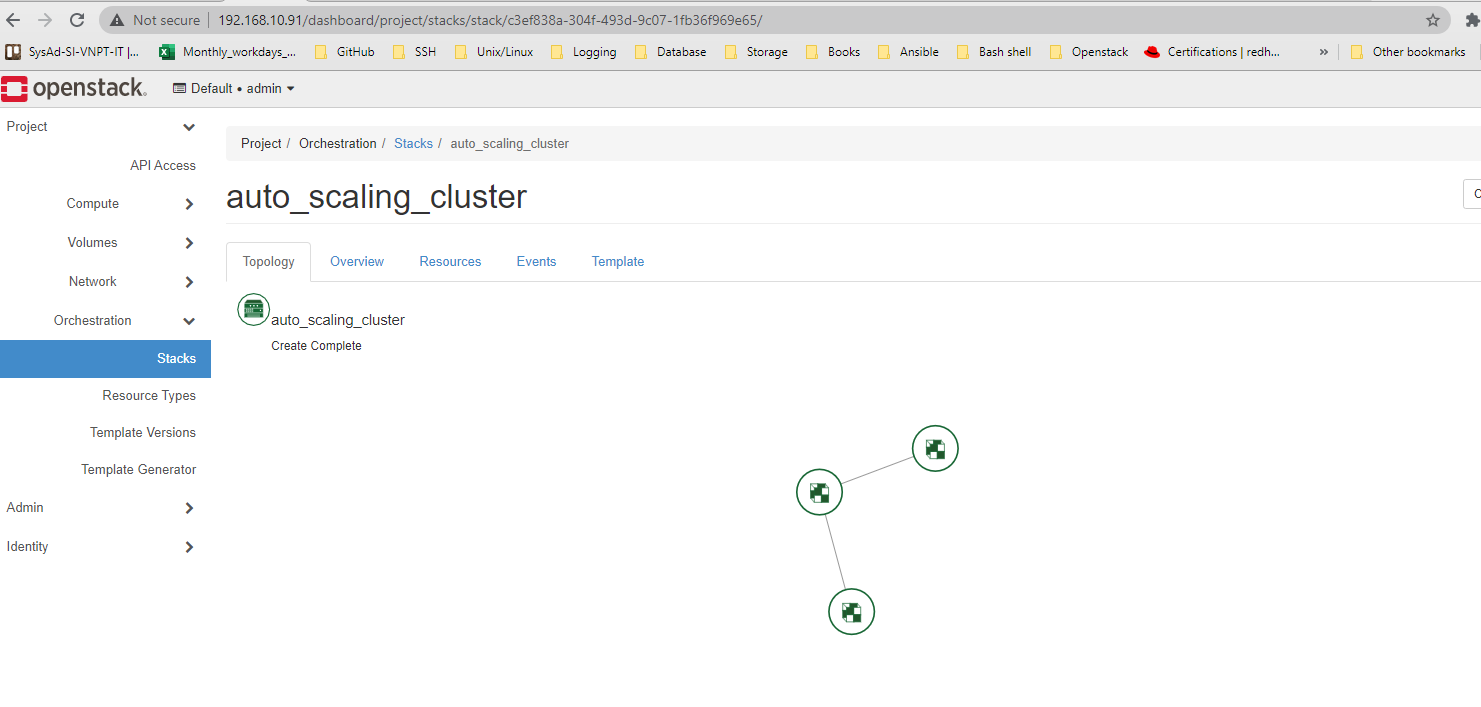 Not secure 192.168.10.91/dashboard/project/stacks/stack/c3ef838a-304f-493d-9c07-1fb36f969e65/
SysAd-SI-VNPT-IT |... Monthly_workdays_... GitHub SSH Unix/Linux Logging Database Storage Books Ansible Bash shell Openstack Certifications | redh... » Other bookmarks
openstack. Default • admin
Project
API Access
Compute
Volumes
Network
Orchestration
Stacks
Resource Types
Template Versions
Template Generator
Admin
Identity
Project / Orchestration / Stacks / auto_scaling_cluster
auto_scaling_cluster
Topology Overview Resources Events Template
auto_scaling_cluster
Create Complete